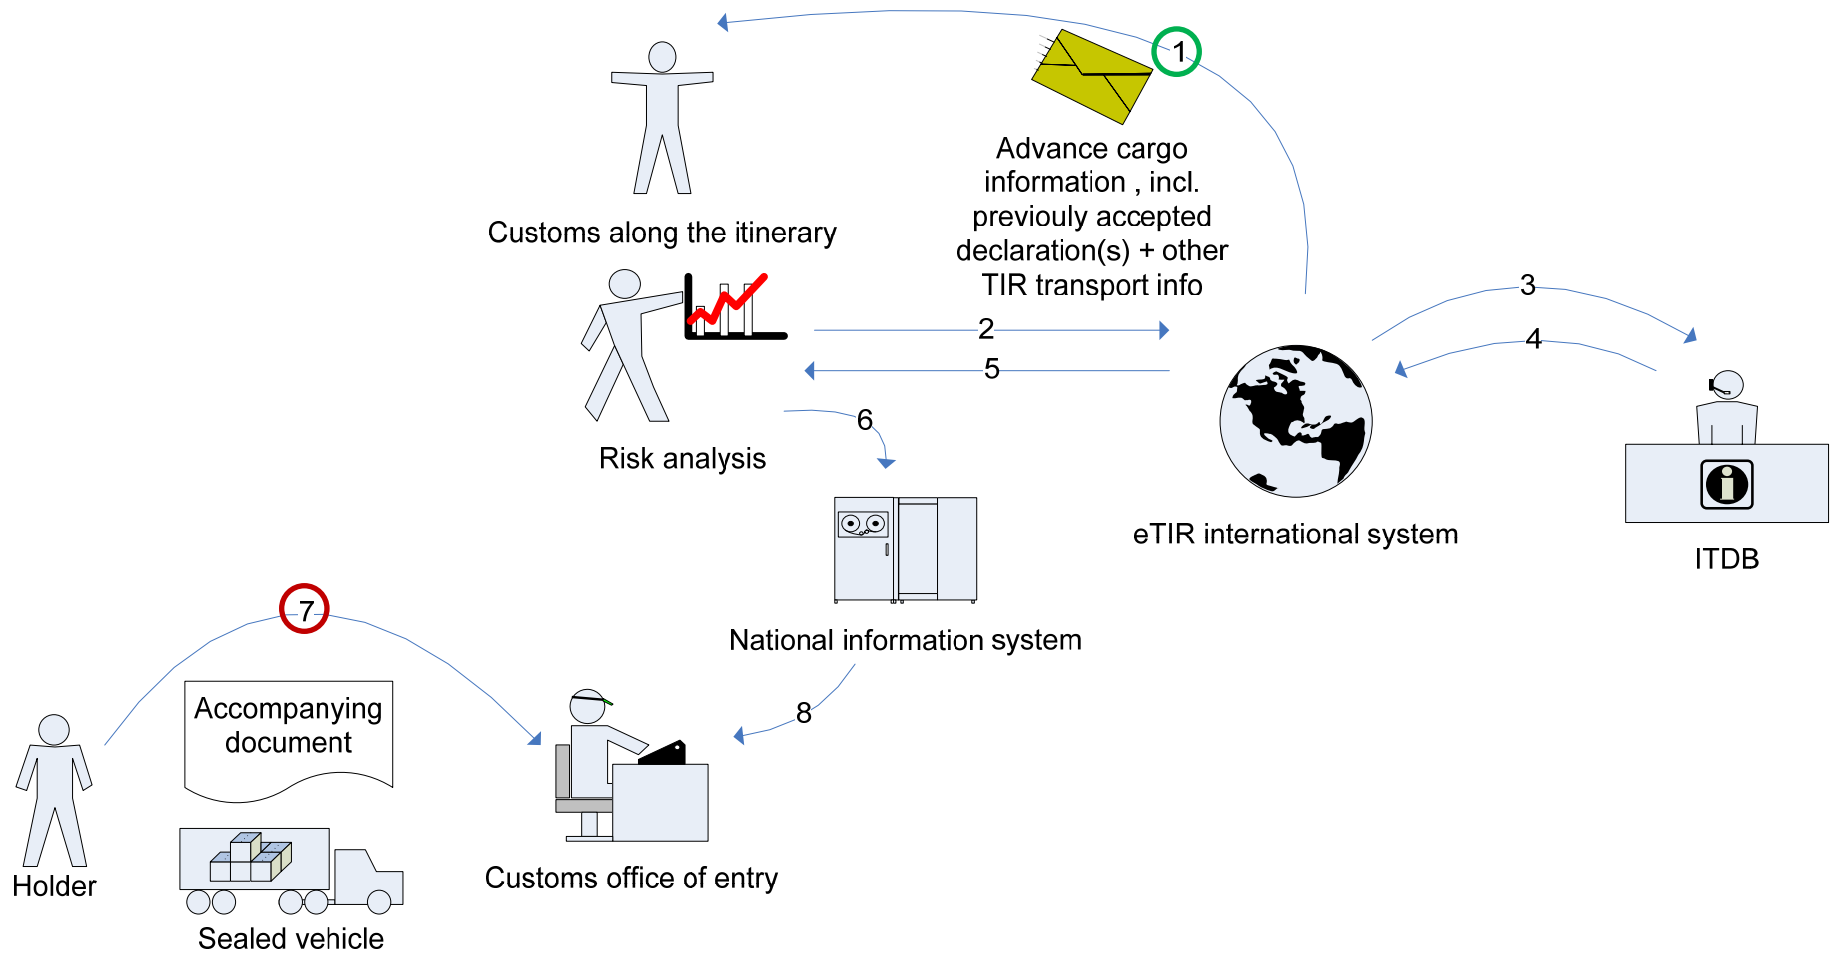 1
Advance cargo
information , incl.
previouly accepted
declaration(s) + other
TIR transport info
Customs along the itinerary
2
3
4
5
6
Risk analysis
eTIR international system
i
ITDB
7
National information system
Accompanying
document
8
Holder
Customs office of entry
Sealed vehicle